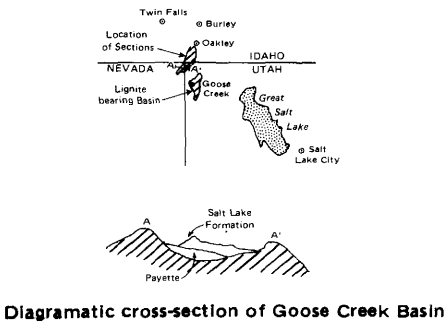 Twin Falls
Burley
Location
of Sections
Oakley
IDAHO
A
A'
NEVADA
UTAH
Lignite
bearing Basin
Goose
Creek
Great
Salt
Lake
Salt
Lake City
A
Salt Lake
Formation
A'
Payette
Diagramatic cross-section of Goose Creek Basin